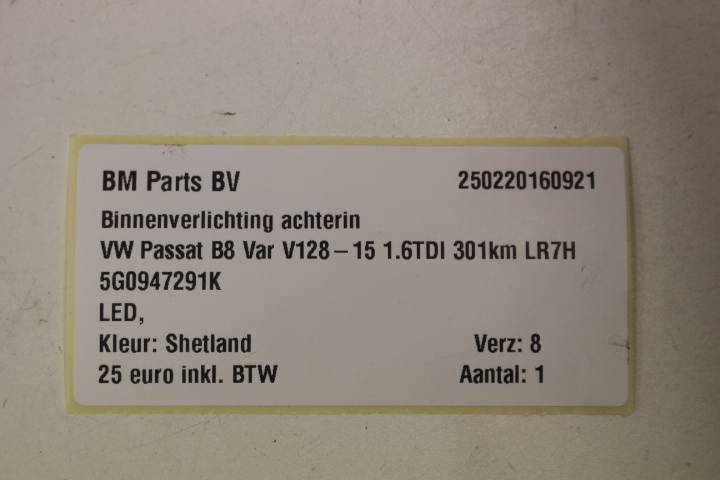 BM Parts BV 250220160921
Binnenverlichting achterin
VW Passat B8 Var V128-15 1.6TDI 301km LR7H
5G0947291K
LED,
Kleur: Shetland Verz: 8
25 euro inkl. BTW Aantal: 1